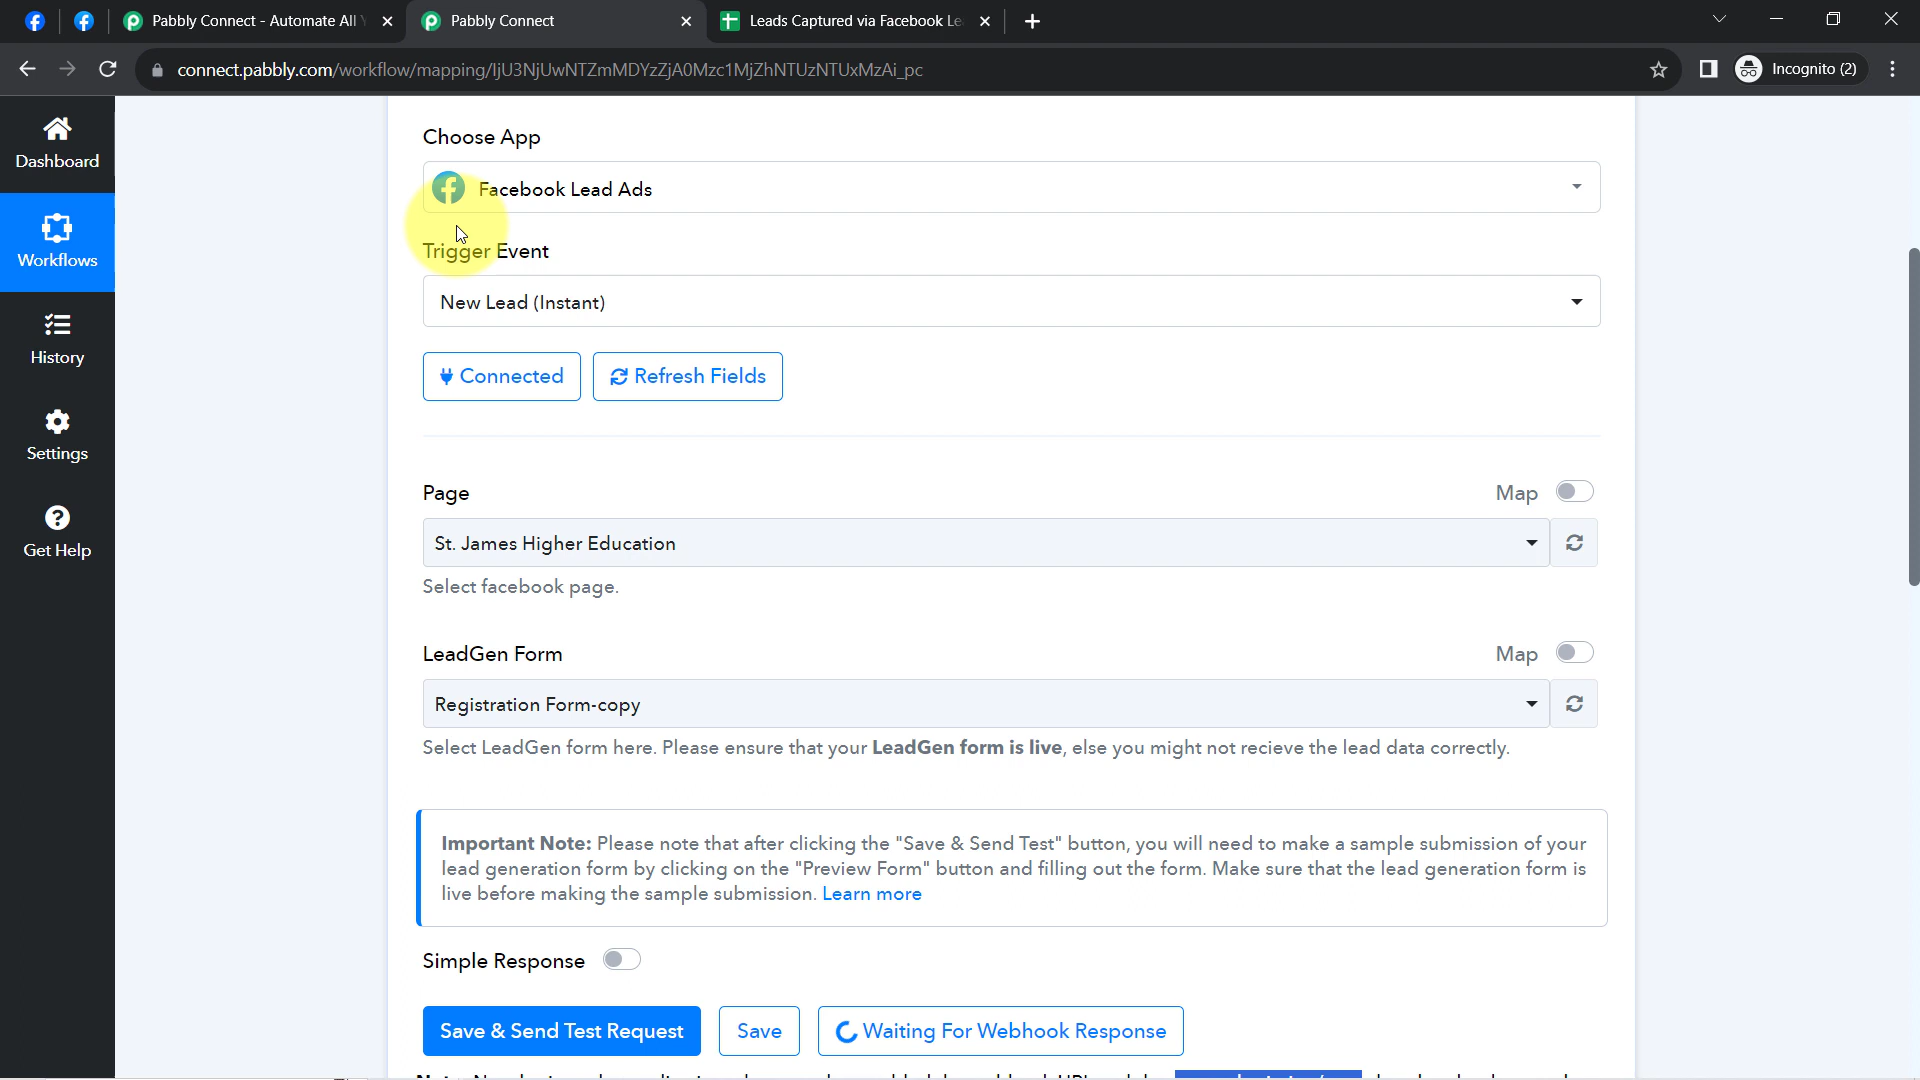 Pabbly Connect - Automate All
Pabbly Connect
Leads Captured via Facebook Le
connect.pabbly.com/workflow/mapping/IjU3NjUwNTZmMDYzZjA0Mzc1MjZhNTUzNTUxMzAi_pc
Incognito (2)
Dashboard
Workflows
History
Settings
Get Help
Choose App
Facebook Lead Ads
Trigger Event
New Lead (Instant)
Connected
Refresh Fields
Page
Map
St. James Higher Education
Select facebook page.
LeadGen Form
Map
Registration Form-copy
Select LeadGen form here. Please ensure that your LeadGen form is live, else you might not recieve the lead data correctly.
Important Note: Please note that after clicking the "Save & Send Test" button, you will need to make a sample submission of your
lead generation form by clicking on the "Preview Form" button and filling out the form. Make sure that the lead generation form is
live before making the sample submission. Learn more
Simple Response
Save & Send Test Request
Save
Waiting For Webhook Response